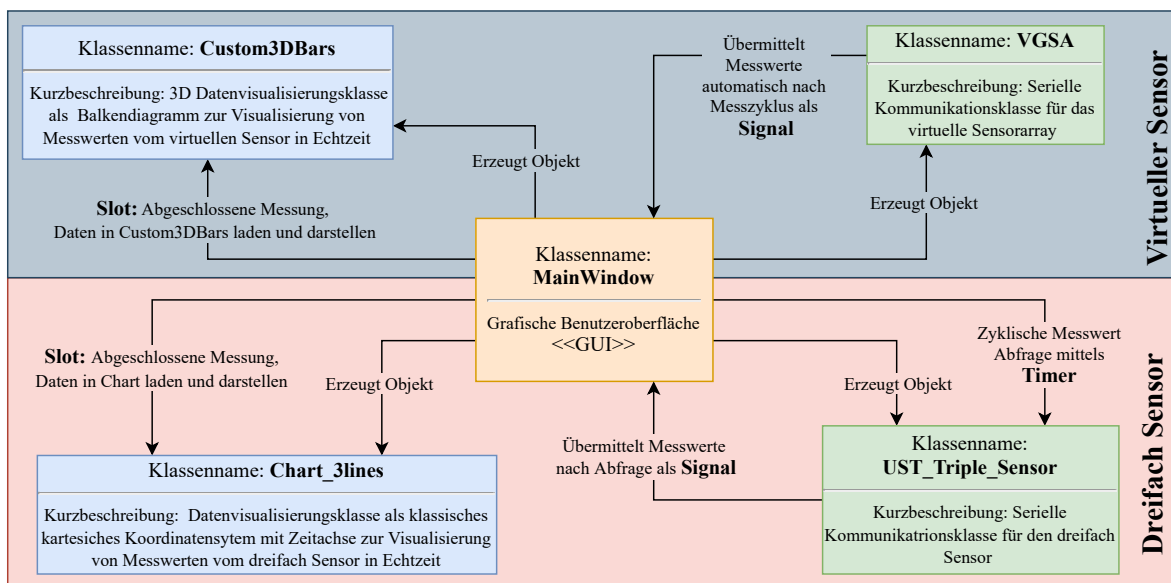 Klassenname: Custom3DBars
Kurzbeschreibung: 3D Datenvisualisierungsklasse
als Balkendiagramm zur Visualisierung von
Messwerten vom virtuellen Sensor in Echtzeit
Übermittelt
Messwerte
automatisch nach
Messzyklus als
Signal
Klassenname: VGSA
Kurzbeschreibung: Serielle
Kommunikationsklasse für das
virtuelle Sensorarray
Virtueller Sensor
Erzeugt Objekt
Erzeugt Objekt
Slot: Abgeschlossene Messung,
Daten in Custom3DBars laden und darstellen
Klassenname:
MainWindow
Grafische Benutzeroberfläche
<<GUI>>
Slot: Abgeschlossene Messung,
Daten in Chart laden und darstellen
Erzeugt Objekt
Erzeugt Objekt
Zyklische Messwert
Abfrage mittels
Timer
Dreifach Sensor
Übermittelt Messwerte
nach Abfrage als Signal
Klassenname: Chart_3lines
Kurzbeschreibung: Datenvisualisierungsklasse als klassisches
kartesiches Koordinatensytem mit Zeitachse zur Visualisierung
von Messwerten vom dreifach Sensor in Echtzeit
Klassenname:
UST_Triple_Sensor
Kurzbeschreibung: Serielle
Kommunikatrionsklasse für den dreifach
Sensor